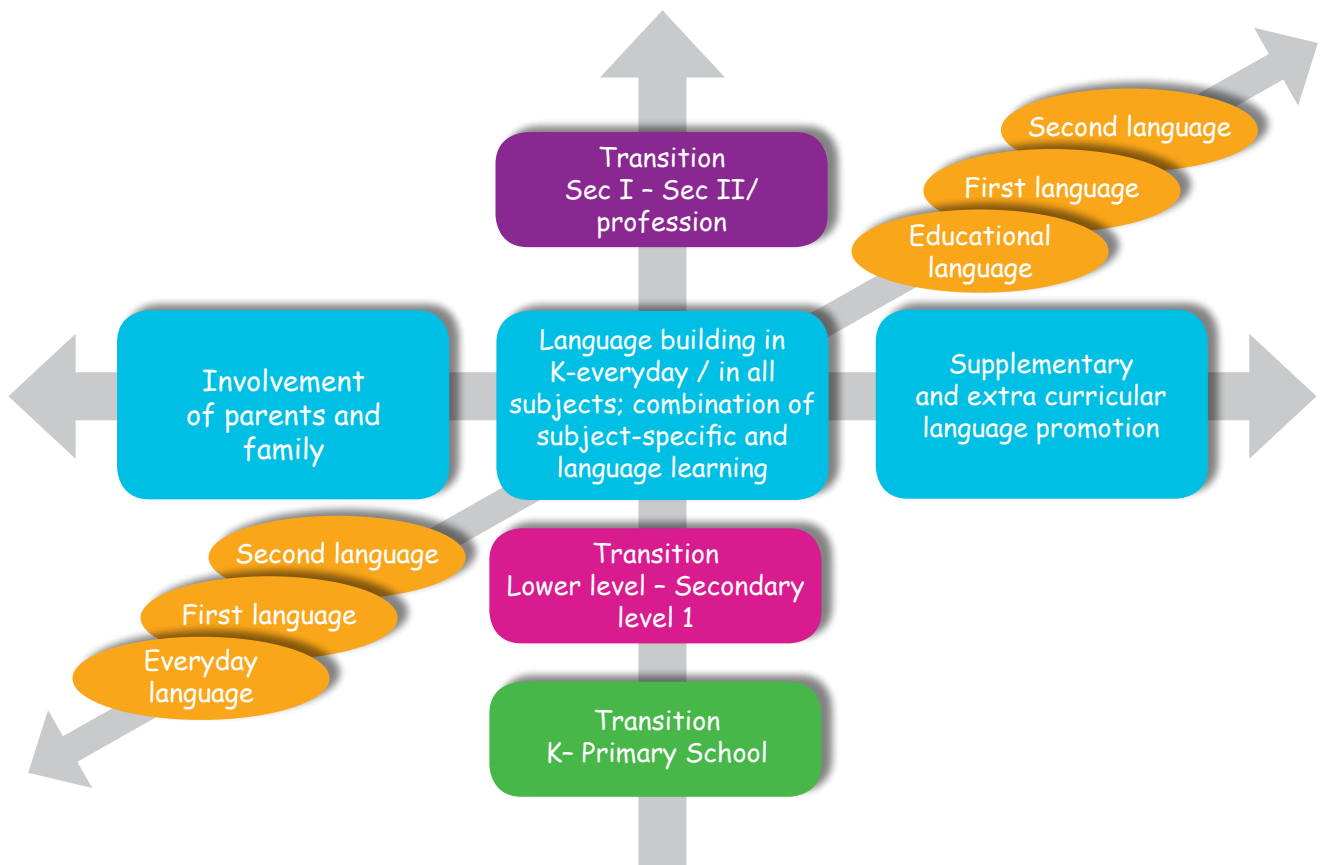 Second language
First language
Educational
language
Transition
Sec I – Sec II/
profession
Involvement
of parents and
family
Language building in
K-everyday / in all
subjects; combination of
subject-specific and
language learning
Supplementary
and extra curricular
language promotion
Second language
First language
Everyday
language
Transition
Lower level – Secondary
level 1
Transition
K– Primary School